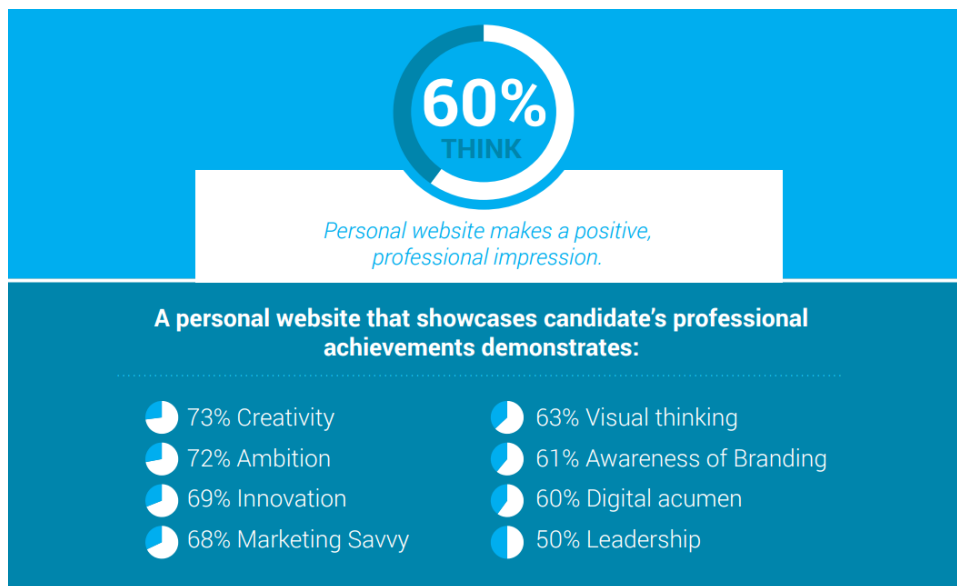 60%
THINK
Personal website makes a positive,
professional impression.
A personal website that showcases candidate's professional
achievements demonstrates:
73% Creativity
72% Ambition
69% Innovation
68% Marketing Savvy
63% Visual thinking
61% Awareness of Branding
60% Digital acumen
50% Leadership